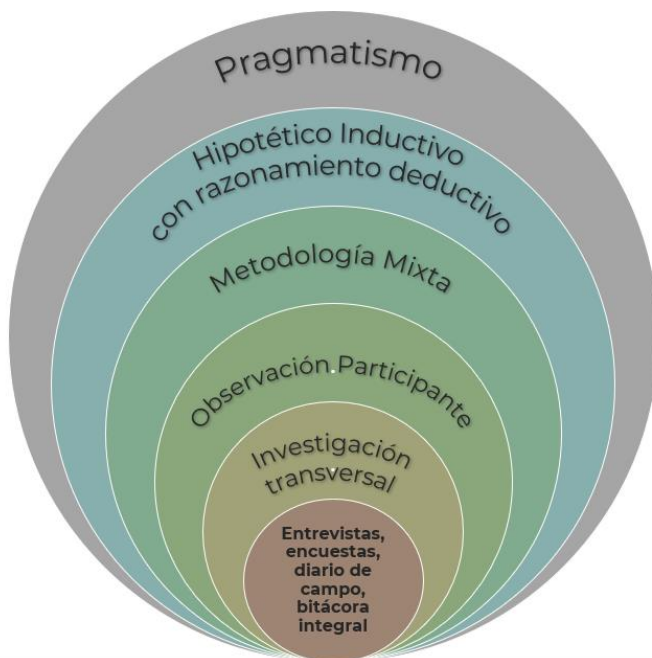 Pragmatismo
Hipotético Inductivo
con razonamiento deductivo
Metodología Mixta
Observación.Participante
Investigación
transversal
Entrevistas,
encuestas,
diario de
campo,
bitácora
integral